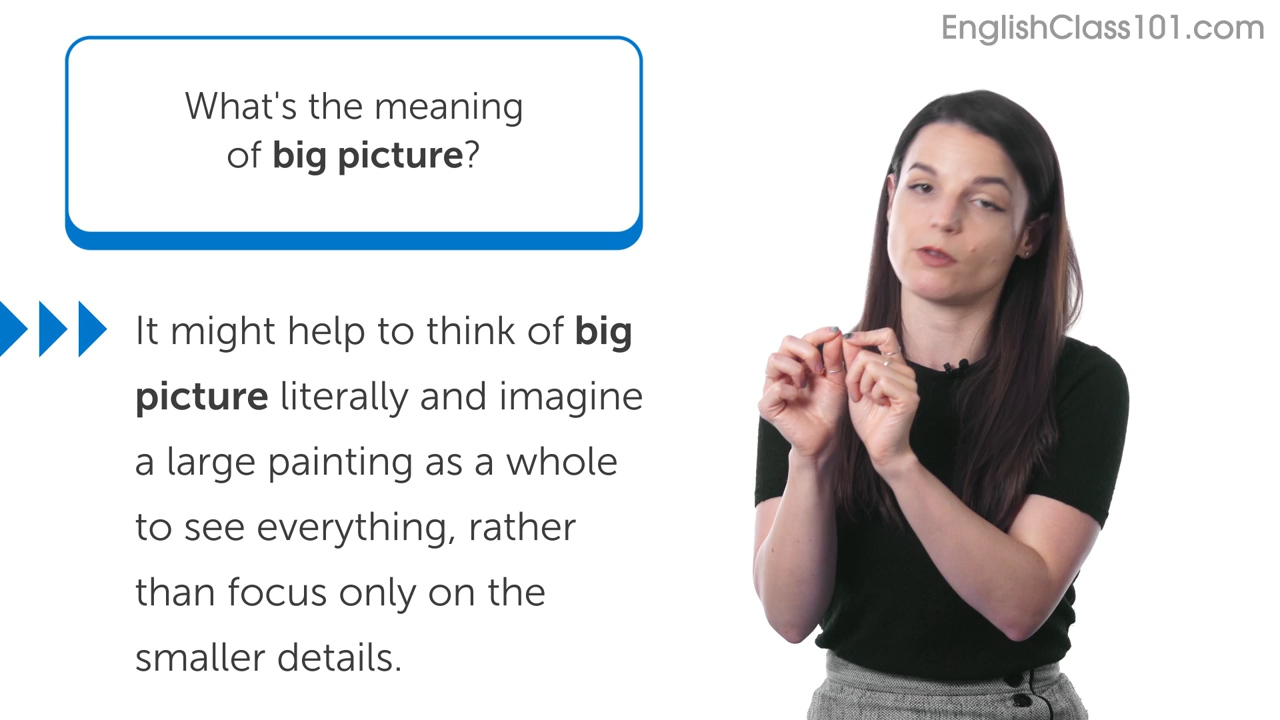 EnglishClass101.com
What's the meaning
of big picture?
It might help to think of big
picture literally and imagine
a large painting as a whole
to see everything, rather
than focus only on the
smaller details.